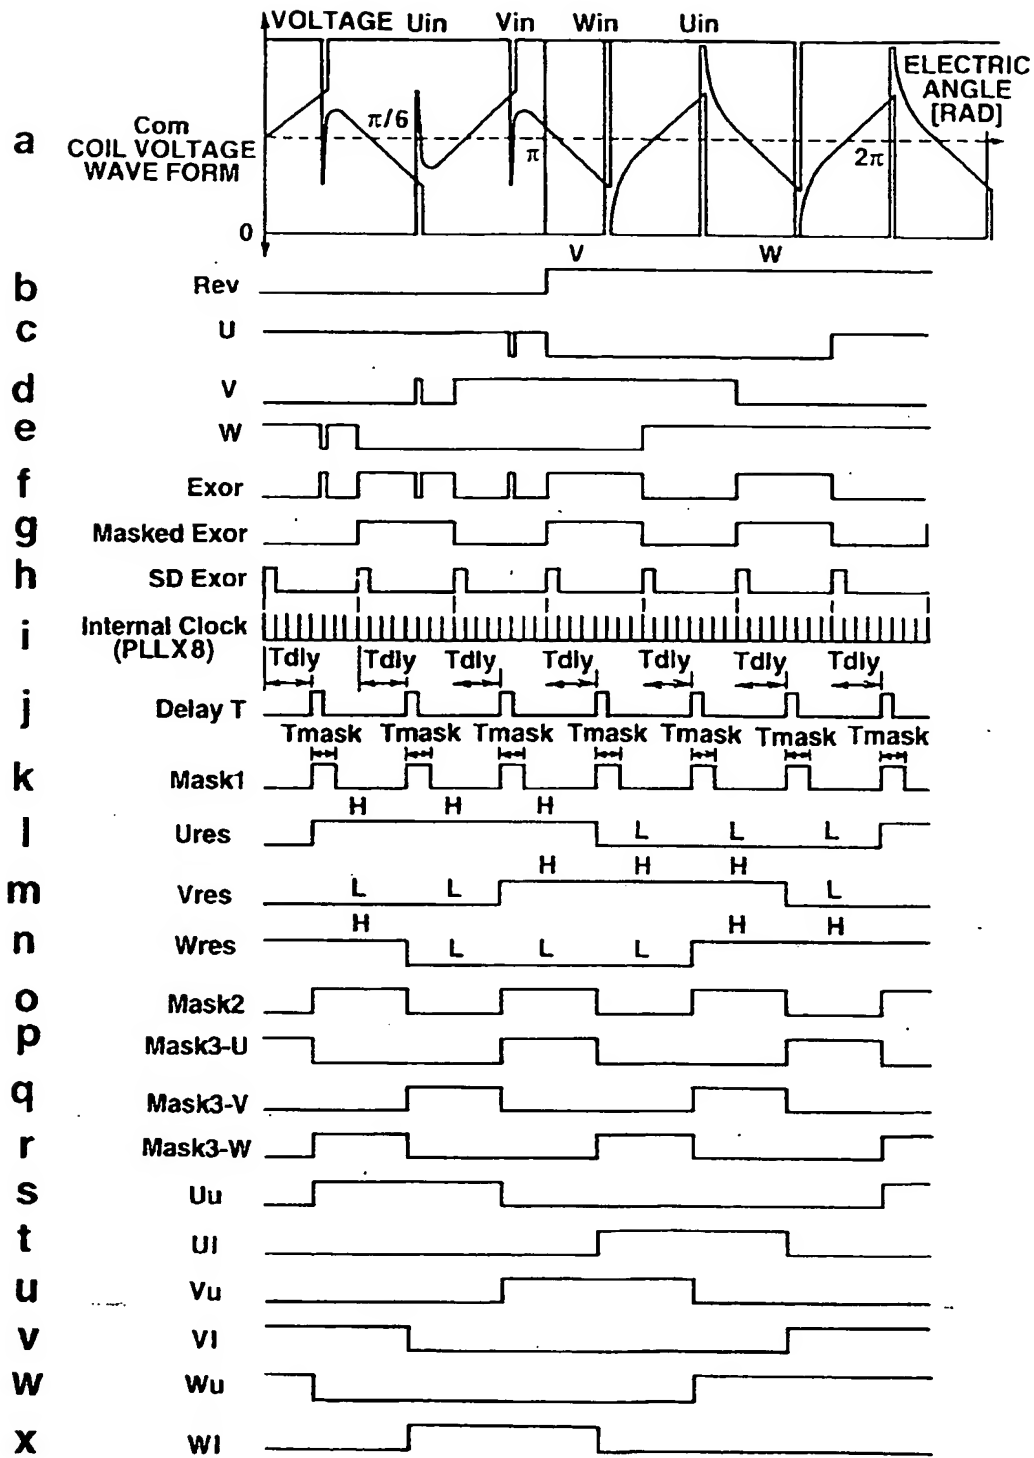 VOLTAGE Uin Vin Win Uin
ELECTRIC
ANGLE
[RAD]
a
Com
COIL VOLTAGE
WAVE FORM
π/6
π
2π
0
V W
b Rev
c U
d V
e W
f Exor
g Masked Exor
h SD Exor
i Internal Clock
(PLLX8)
Tdly Tdly Tdly Tdly Tdly Tdly Tdly
j Delay T
Tmask Tmask Tmask Tmask Tmask Tmask Tmask
k Mask1
H H H
l Ures L L L
H H H
m Vres L L L
H H H
n Wres L L L
o Mask2
p Mask3-U
q Mask3-V
r Mask3-W
s Uu
t Ul
u Vu
v Vl
w Wu
x Wl